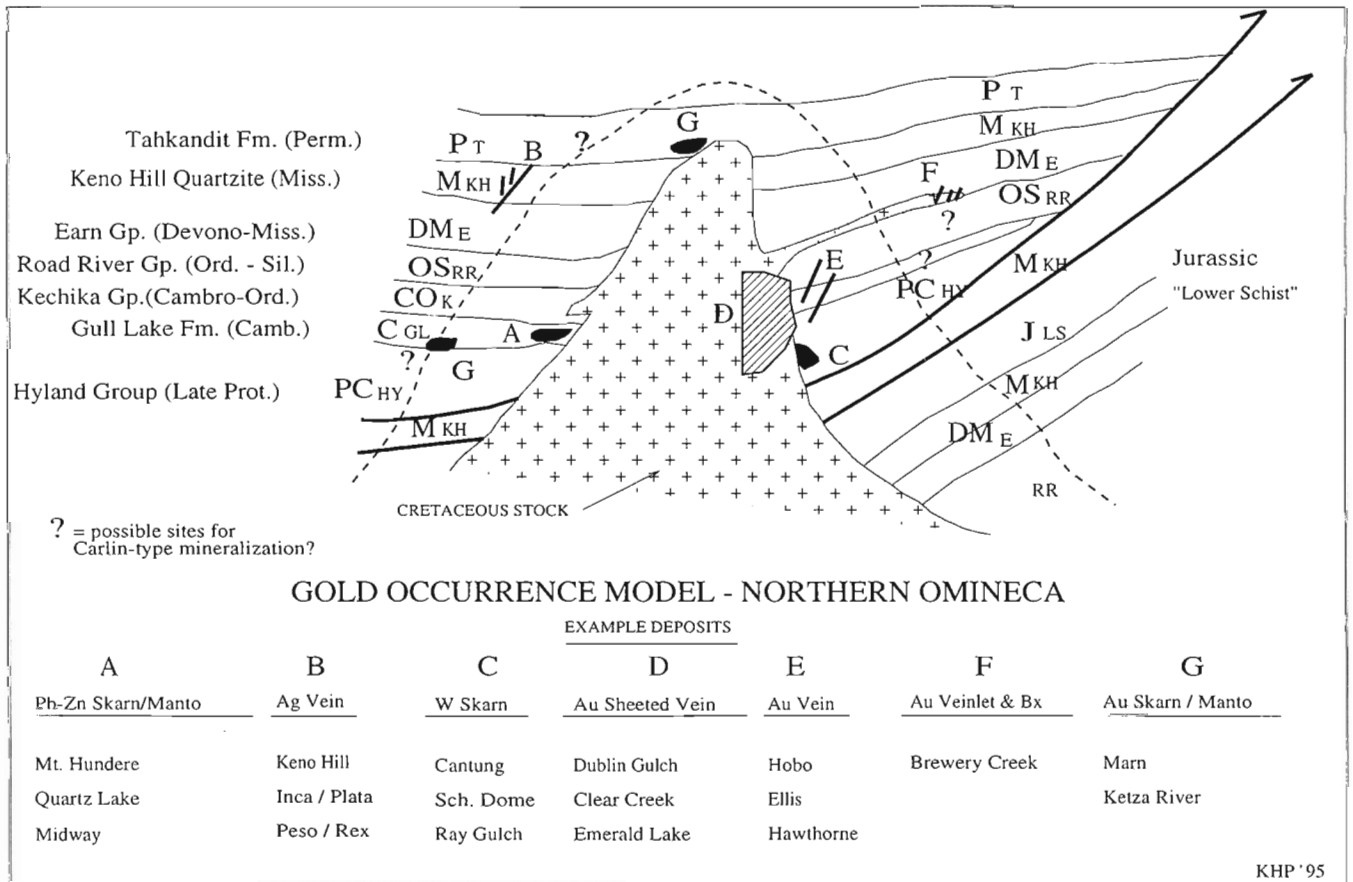 P T
G
Tahkandit Fm. (Perm.)
P T
B
?
M KH
Keno Hill Quartzite (Miss.)
M KH
F
DM E
Earn Gp. (Devono-Miss.)
DM E
?
OS RR
Road River Gp. (Ord. - Sil.)
OS RR
E
?
M KH
Jurassic
"Lower Schist"
Kechika Gp.(Cambro-Ord.)
CO K
PC HY
Gull Lake Fm. (Camb.)
C GL
A
D
J LS
?
G
C
Hyland Group (Late Prot.)
PC HY
M KH
M KH
DM E
RR
CRETACEOUS STOCK
? = possible sites for
Carlin-type mineralization?
GOLD OCCURRENCE MODEL - NORTHERN OMINECA
EXAMPLE DEPOSITS
A B C D E F G
Pb-Zn Skarn/Manto Ag Vein W Skarn Au Sheeted Vein Au Vein Au Veinlet & Bx Au Skarn / Manto
Mt. Hundere Keno Hill Cantung Dublin Gulch Hobo Brewery Creek Marn
Quartz Lake Inca / Plata Sch. Dome Clear Creek Ellis Ketza River
Midway Peso / Rex Ray Gulch Emerald Lake Hawthorne
KHP '95